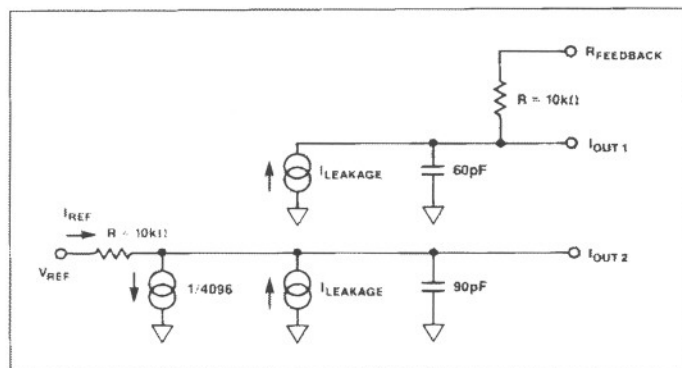 R FEEDBACK
R = 10kΩ
I OUT 1
I LEAKAGE
60pF
I REF
R = 10kΩ
V REF
1/4096
I LEAKAGE
90pF
I OUT 2